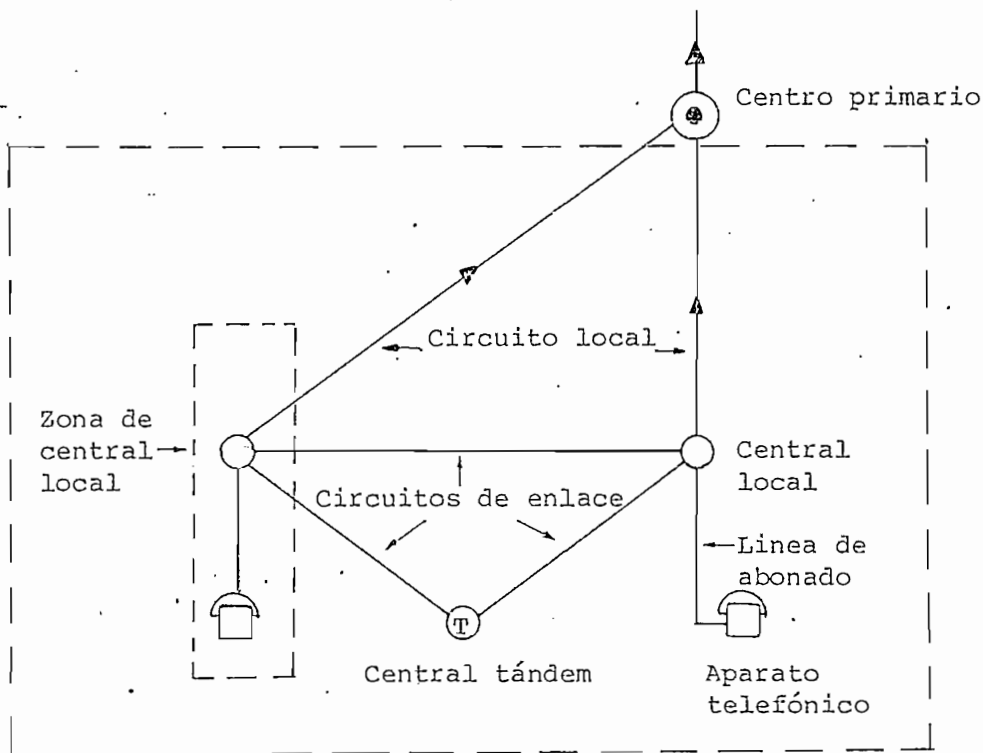 Centro primario
Circuito local
Zona de
central
local
Central
local
Circuitos de enlace
Linea de
abonado
T
Central tándem
Aparato
telefónico